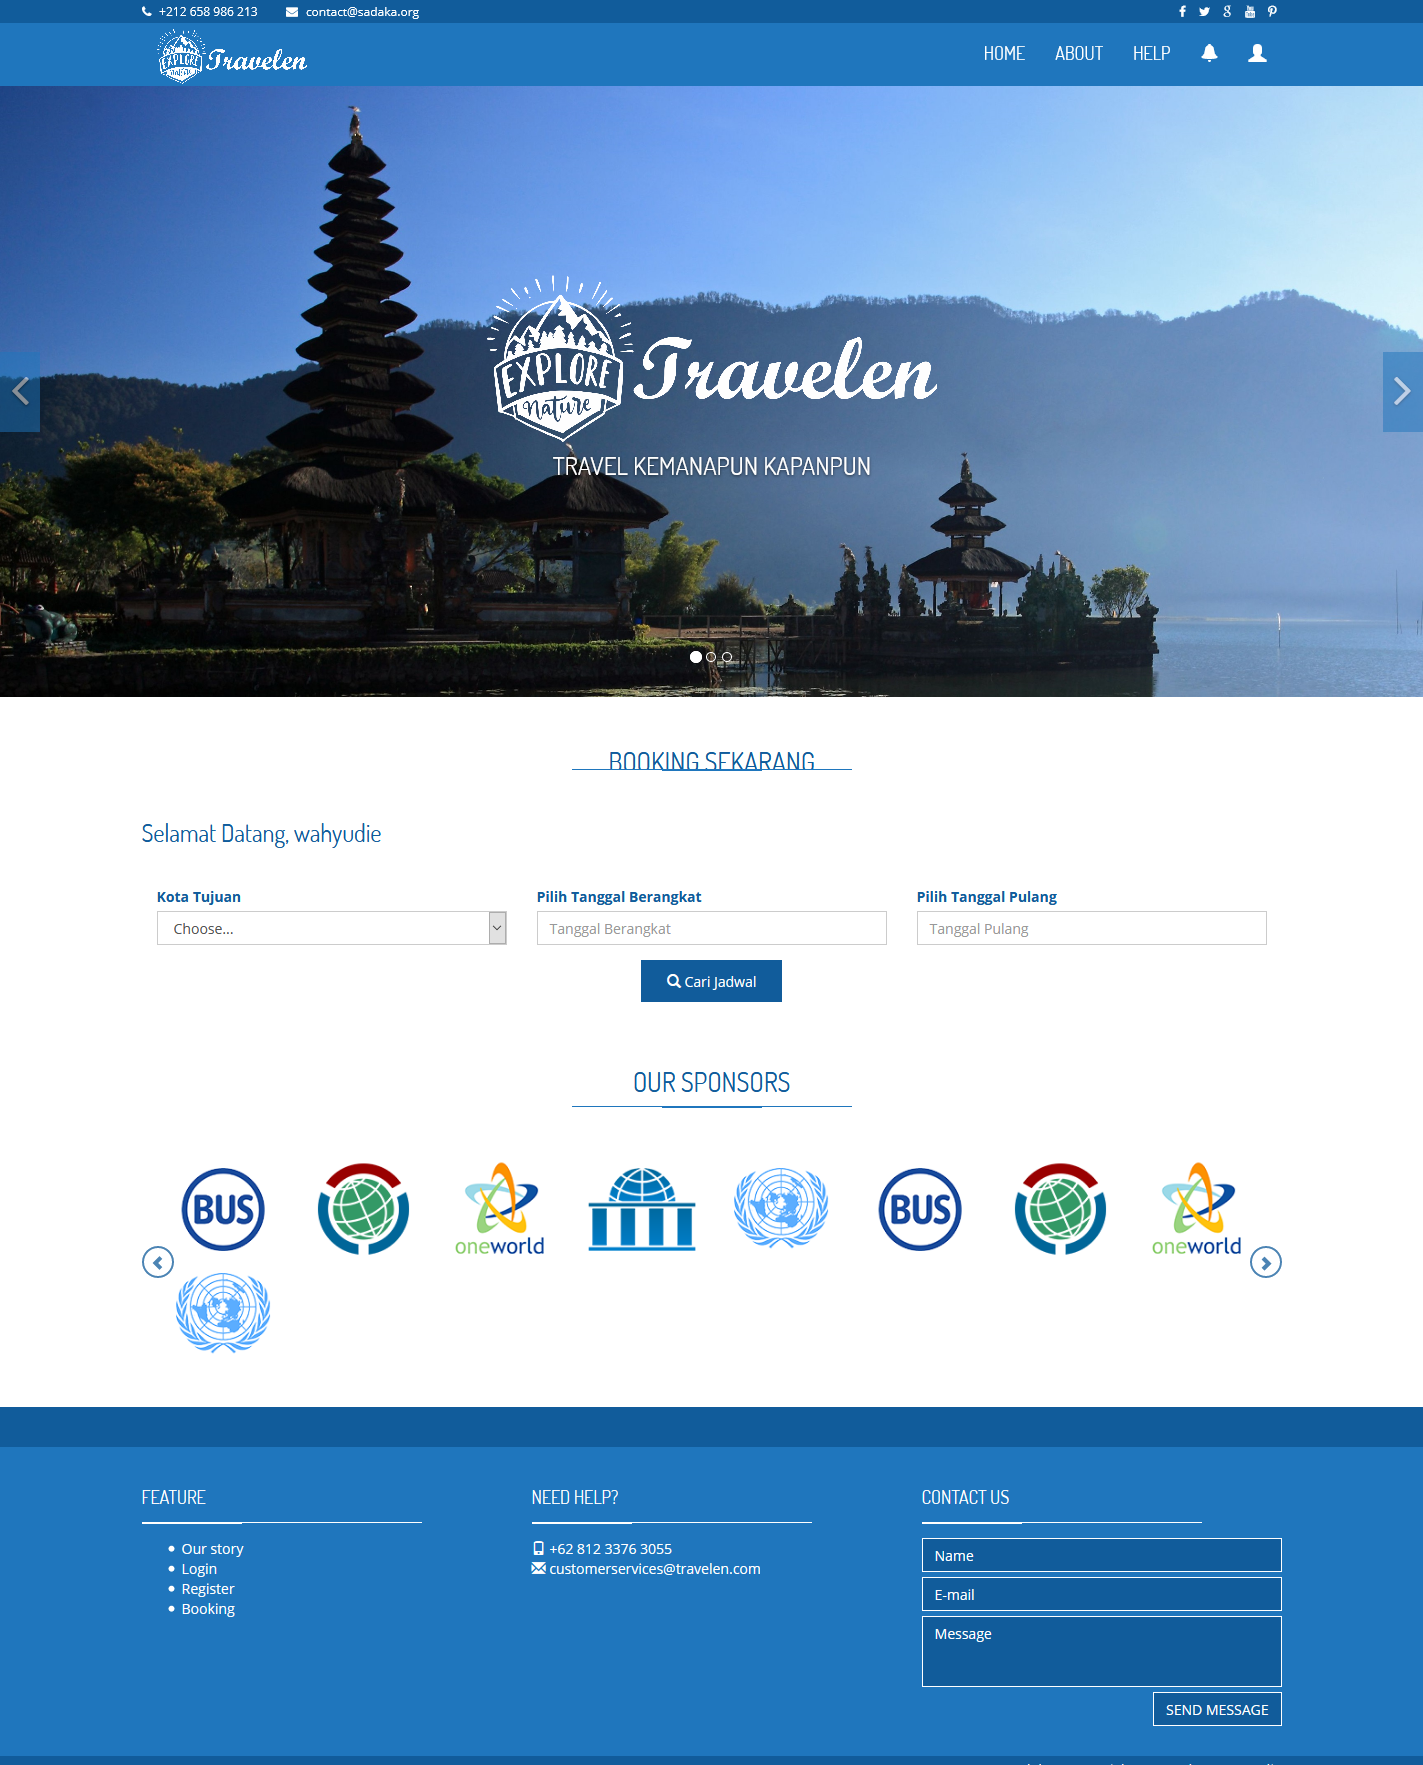 +212 658 986 213 contact@sadaka.org
EXPLORE nature Travelen
HOME ABOUT HELP
EXPLORE
Nature
Travelen
TRAVEL KEMANAPUN KAPANPUN
BOOKING SEKARANG
Selamat Datang, wahyudie
Kota Tujuan Pilih Tanggal Berangkat Pilih Tanggal Pulang
Choose... Tanggal Berangkat Tanggal Pulang
Cari Jadwal
OUR SPONSORS
BUS oneworld BUS oneworld
FEATURE
Our story
Login
Register
Booking
NEED HELP?
+62 812 3376 3055
customerservices@travelen.com
CONTACT US
Name
E-mail
Message
SEND MESSAGE